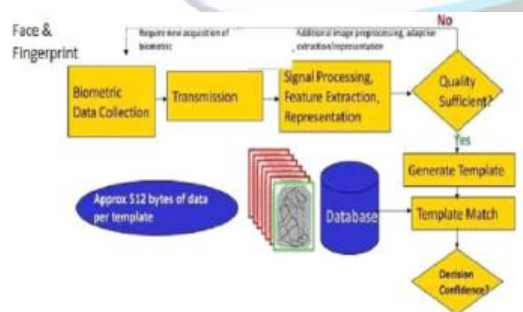 Face &
Fingerprint
Require new acquisition of
biometric
Additional image preprocessing, adaptive
extraction/representation
No
Biometric
Data Collection
Transmission
Signal Processing,
Feature Extraction,
Representation
Quality
Sufficient?
Yes
Generate Template
Approx 512 bytes of data
per template
Database
Template Match
Decision
Confidence?